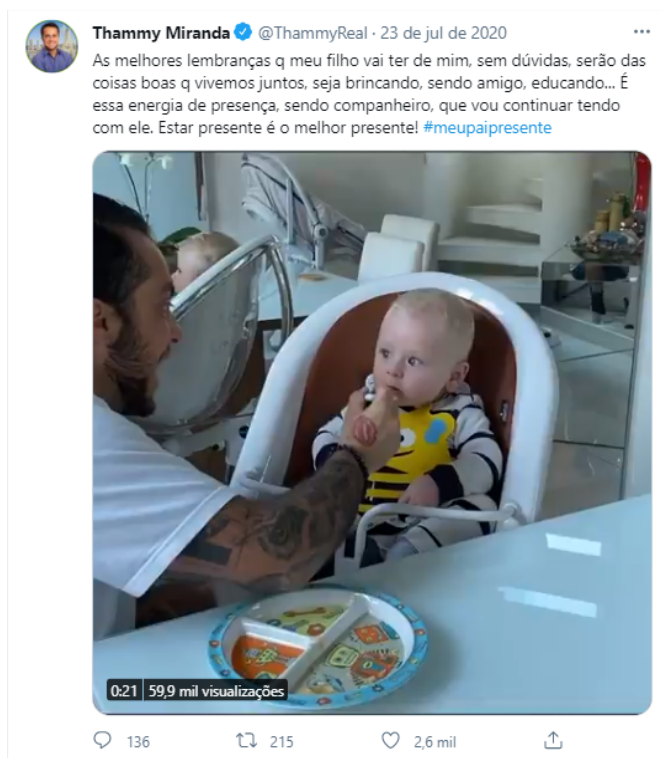 Thammy Miranda @ThammyReal · 23 de jul de 2020
As melhores lembranças q meu filho vai ter de mim, sem dúvidas, serão das
coisas boas q vivemos juntos, seja brincando, sendo amigo, educando... É
essa energia de presença, sendo companheiro, que vou continuar tendo
com ele. Estar presente é o melhor presente! #meupaipresente
0:21 59,9 mil visualizações
136 215 2,6 mil